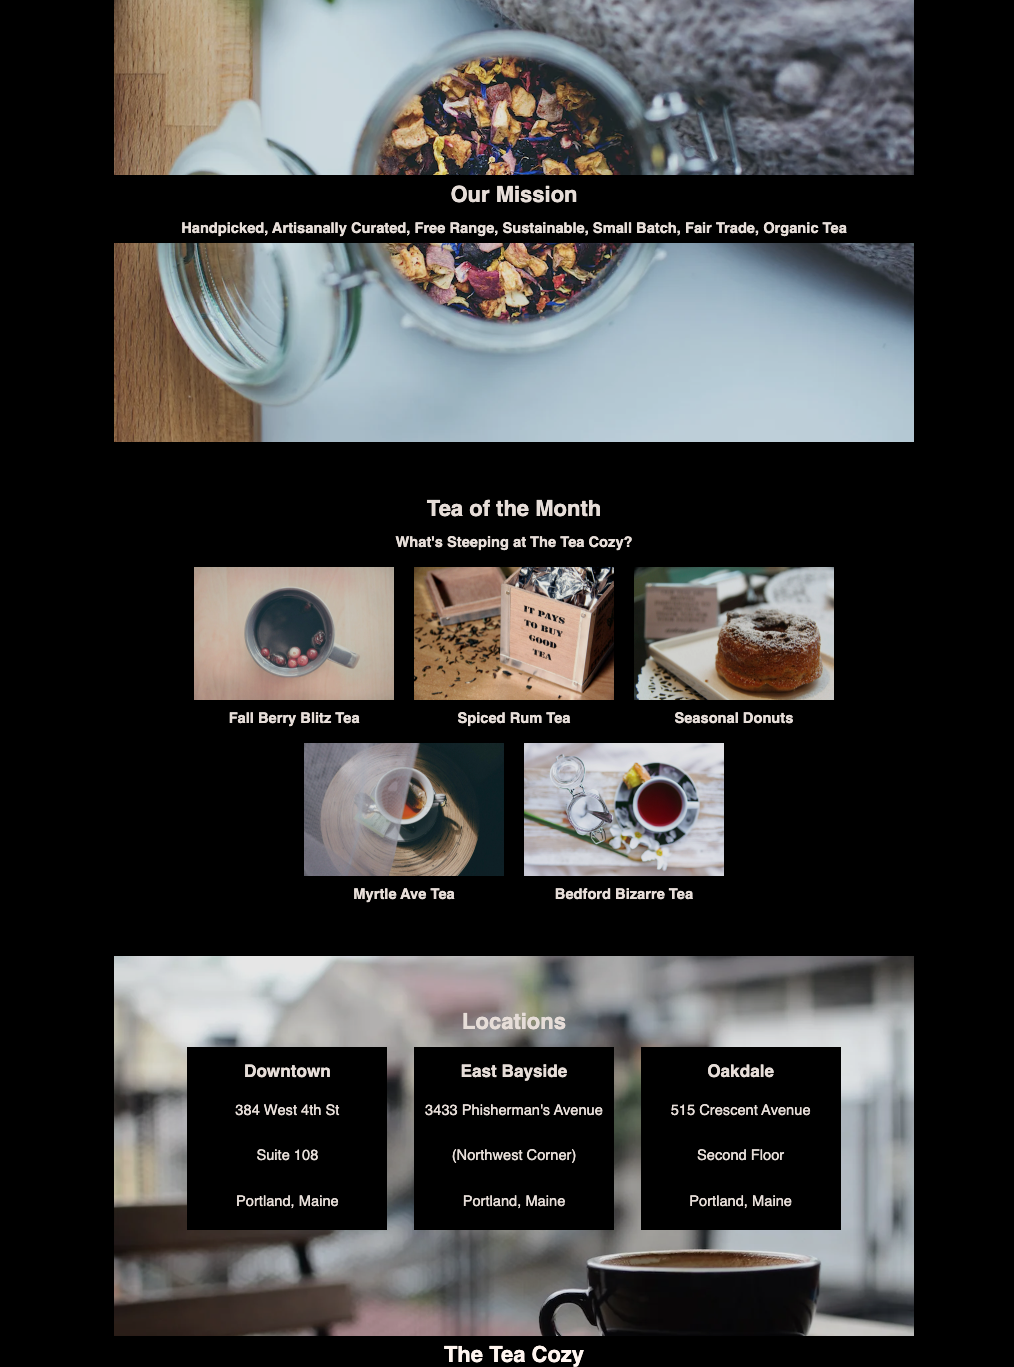 Our Mission
Handpicked, Artisanally Curated, Free Range, Sustainable, Small Batch, Fair Trade, Organic Tea
Tea of the Month
What's Steeping at The Tea Cozy?
IT PAYS
TO BUY
GOOD
TEA
Fall Berry Blitz Tea
Spiced Rum Tea
Seasonal Donuts
Myrtle Ave Tea
Bedford Bizarre Tea
Locations
Downtown
384 West 4th St
Suite 108
Portland, Maine
East Bayside
3433 Phisherman's Avenue
(Northwest Corner)
Portland, Maine
Oakdale
515 Crescent Avenue
Second Floor
Portland, Maine
The Tea Cozy